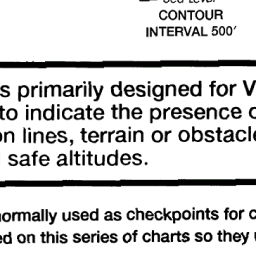 CONTOUR
INTERVAL 500'
s primarily designed for V
to indicate the presence o
on lines, terrain or obstacle
safe altitudes.
normally used as checkpoints for c
ed on this series of charts so they